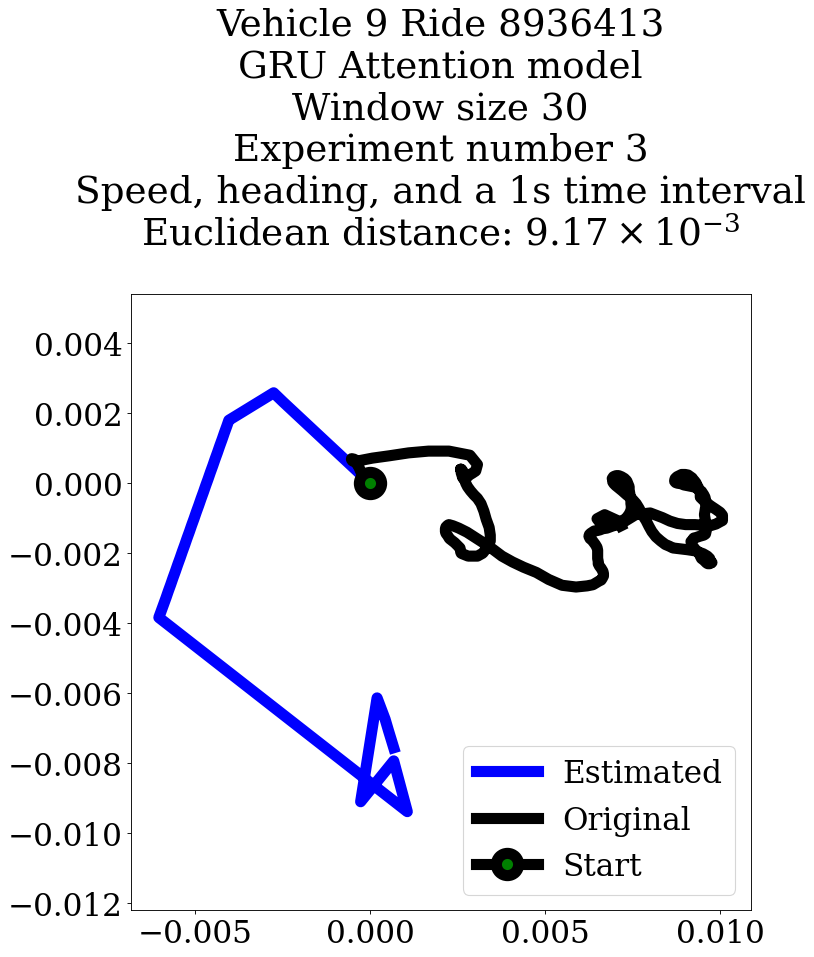 Vehicle 9 Ride 8936413
GRU Attention model
Window size 30
Experiment number 3
Speed, heading, and a 1s time interval
Euclidean distance: 9.17 × 10⁻³
0.004
0.002
0.000
−0.002
−0.004
−0.006
−0.008
−0.010
−0.012
Estimated
Original
Start
−0.005 0.000 0.005 0.010